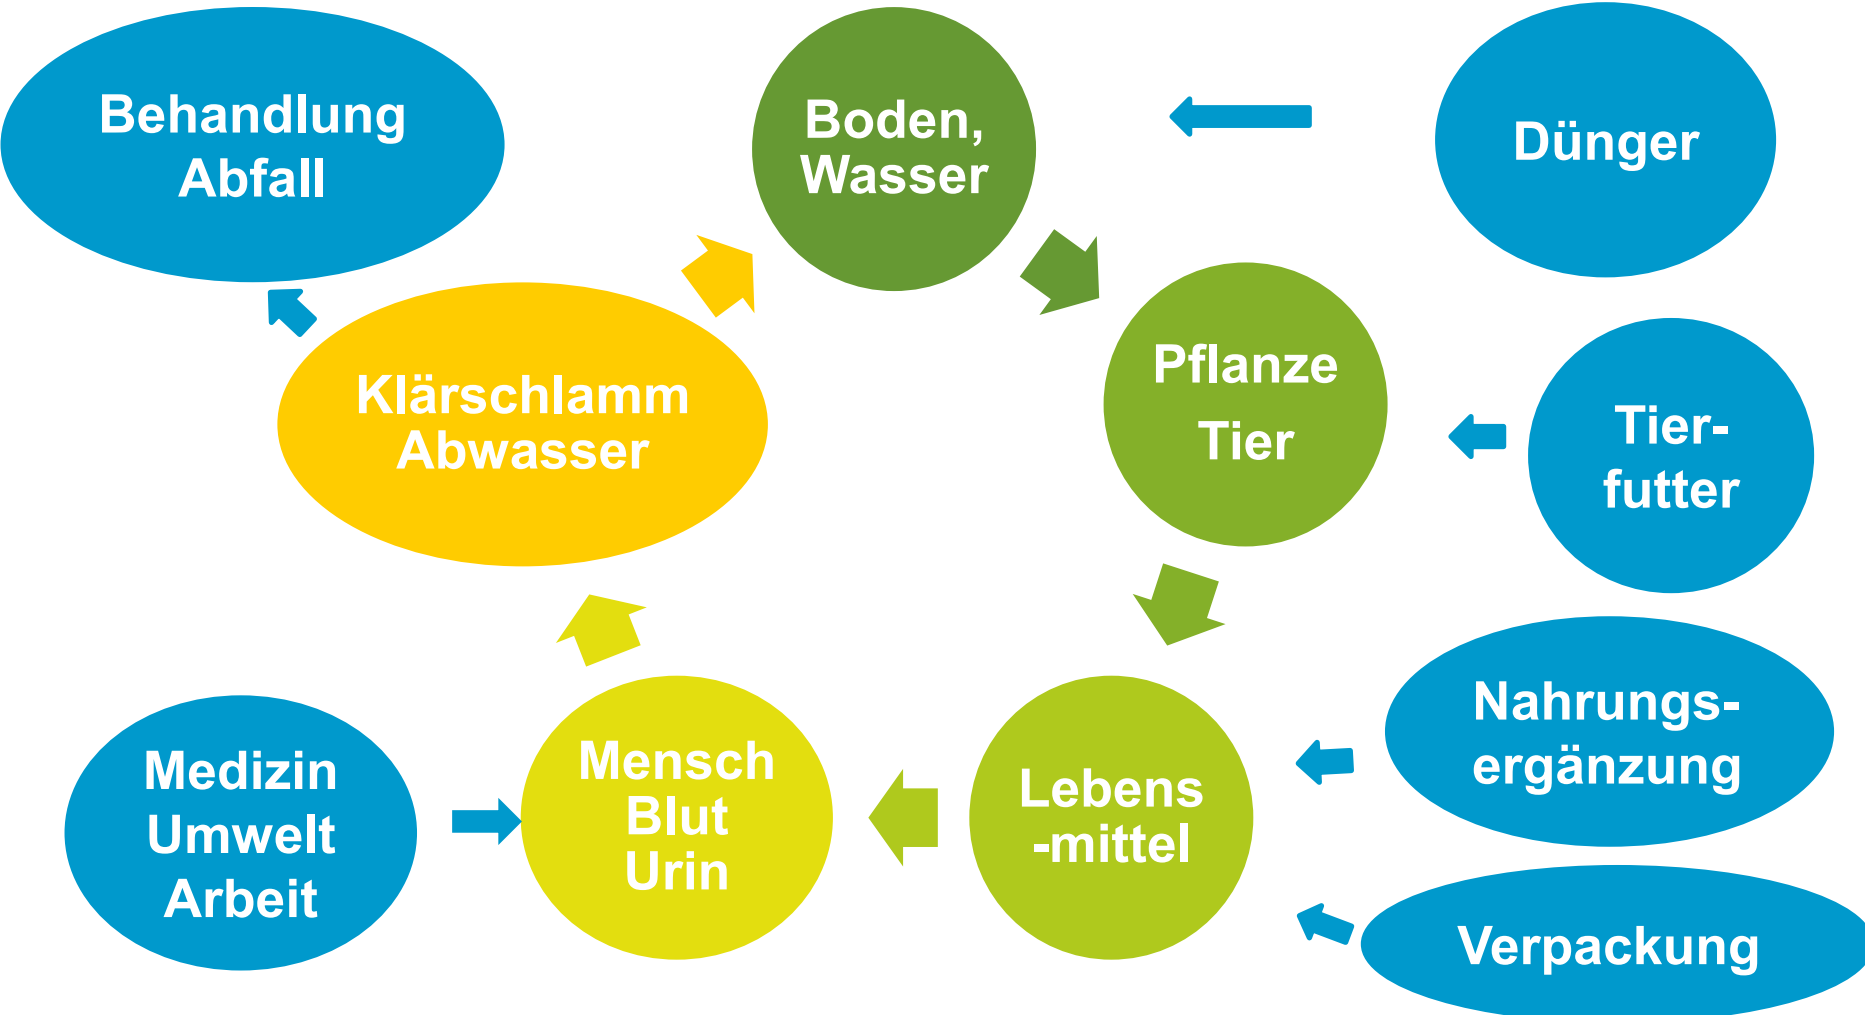 Behandlung
Abfall
Boden,
Wasser
Dünger
Klärschlamm
Abwasser
Pflanze
Tier
Tier-
futter
Medizin
Umwelt
Arbeit
Mensch
Blut
Urin
Lebens
-mittel
Nahrungs-
ergänzung
Verpackung